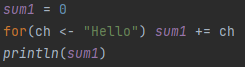 sum1 = 0
for(ch <- "Hello") sum1 += ch
println(sum1)